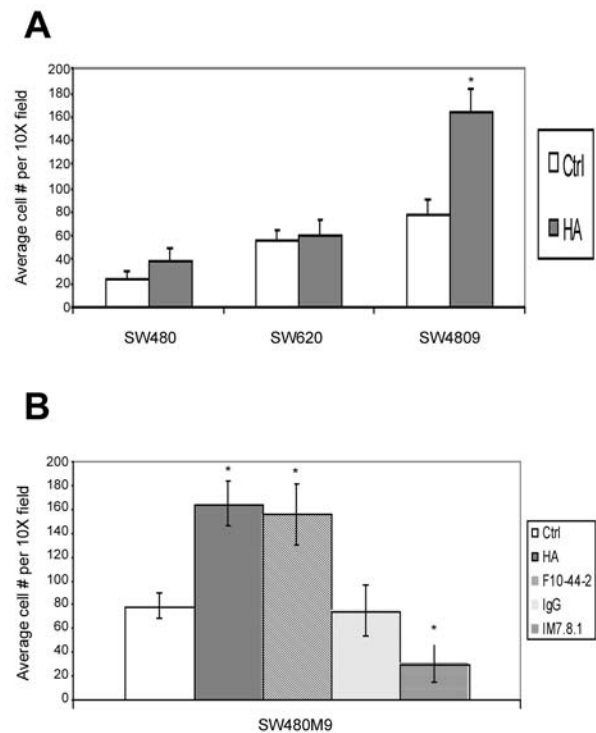 A
Average cell # per 10X field
200
180
160
140
120
100
80
60
40
20
0
*
SW480 SW620 SW4809
Ctrl
HA
B
Average cell # per 10X field
200
180
160
140
120
100
80
60
40
20
0
* * *
SW480M9
Ctrl
HA
F10-44-2
IgG
IM7.8.1